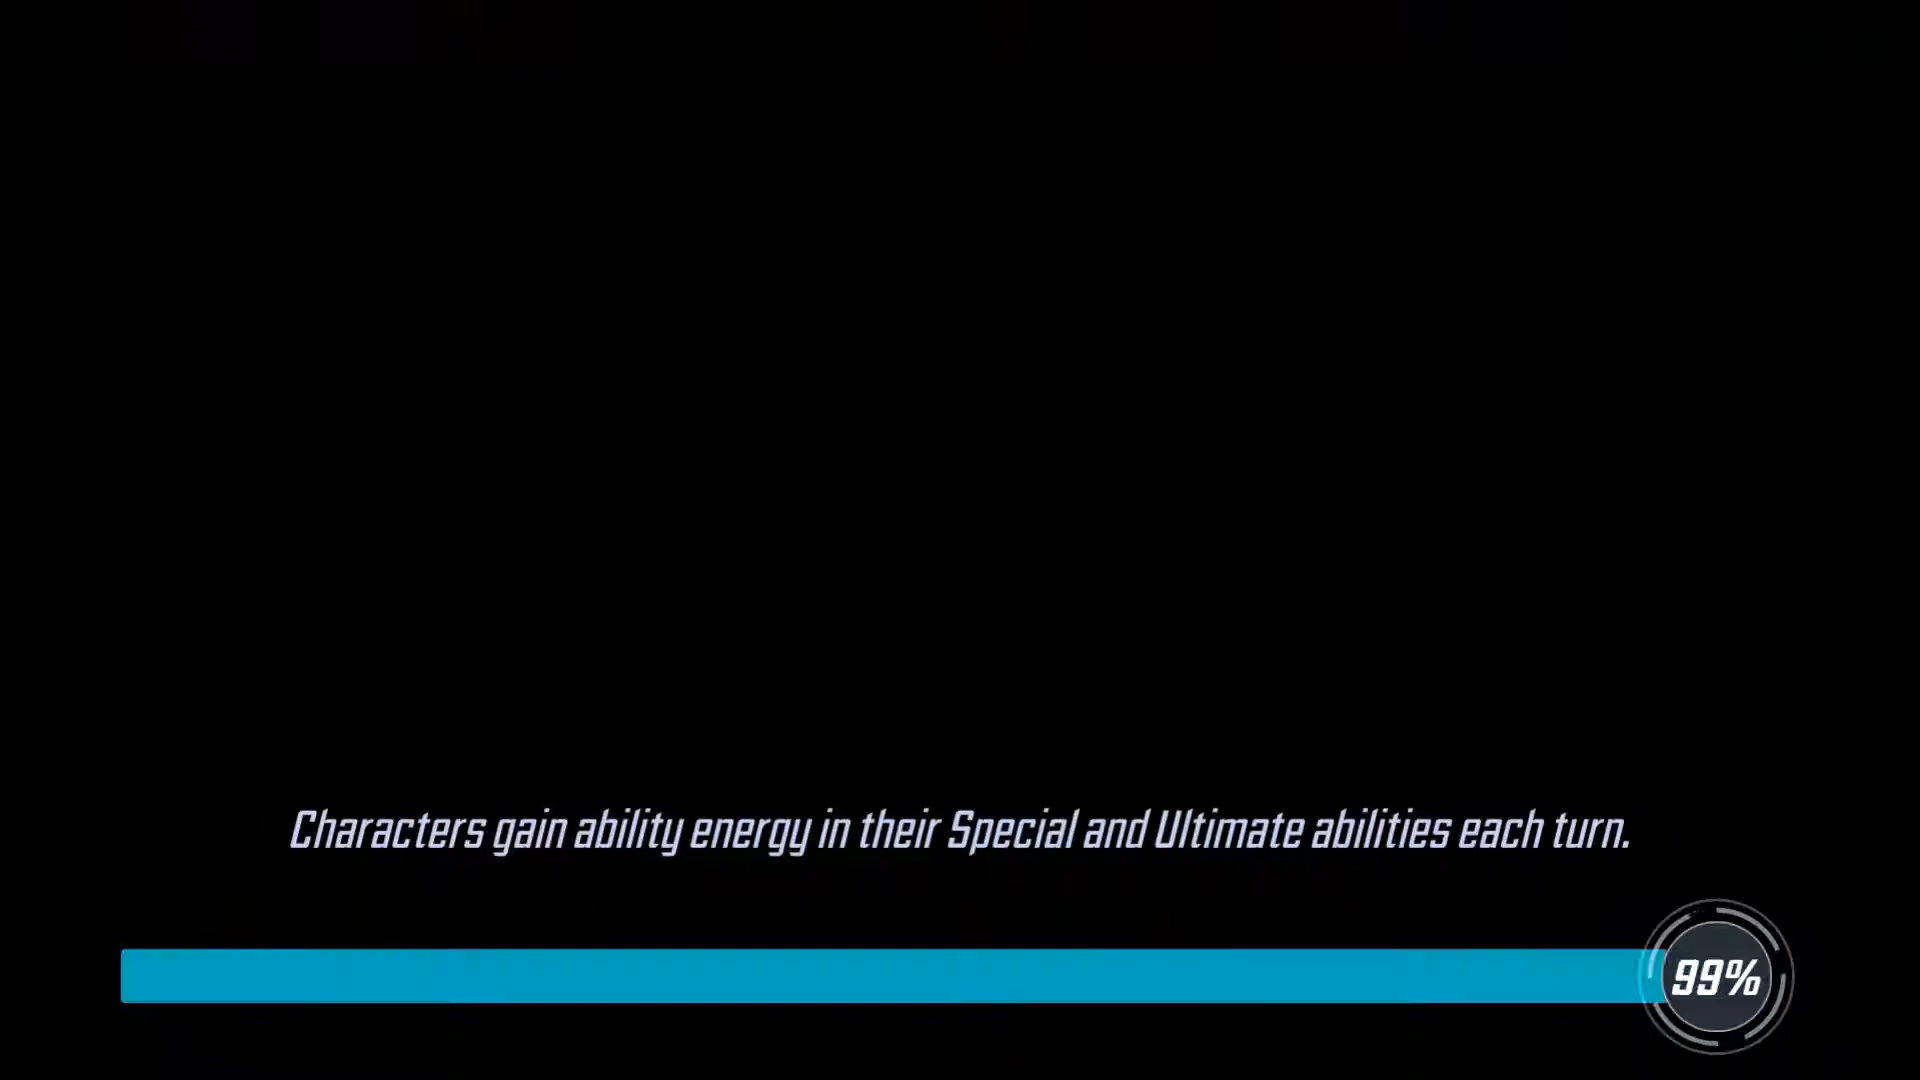 Characters gain ability energy in their Special and Ultimate abilities each turn.
99%